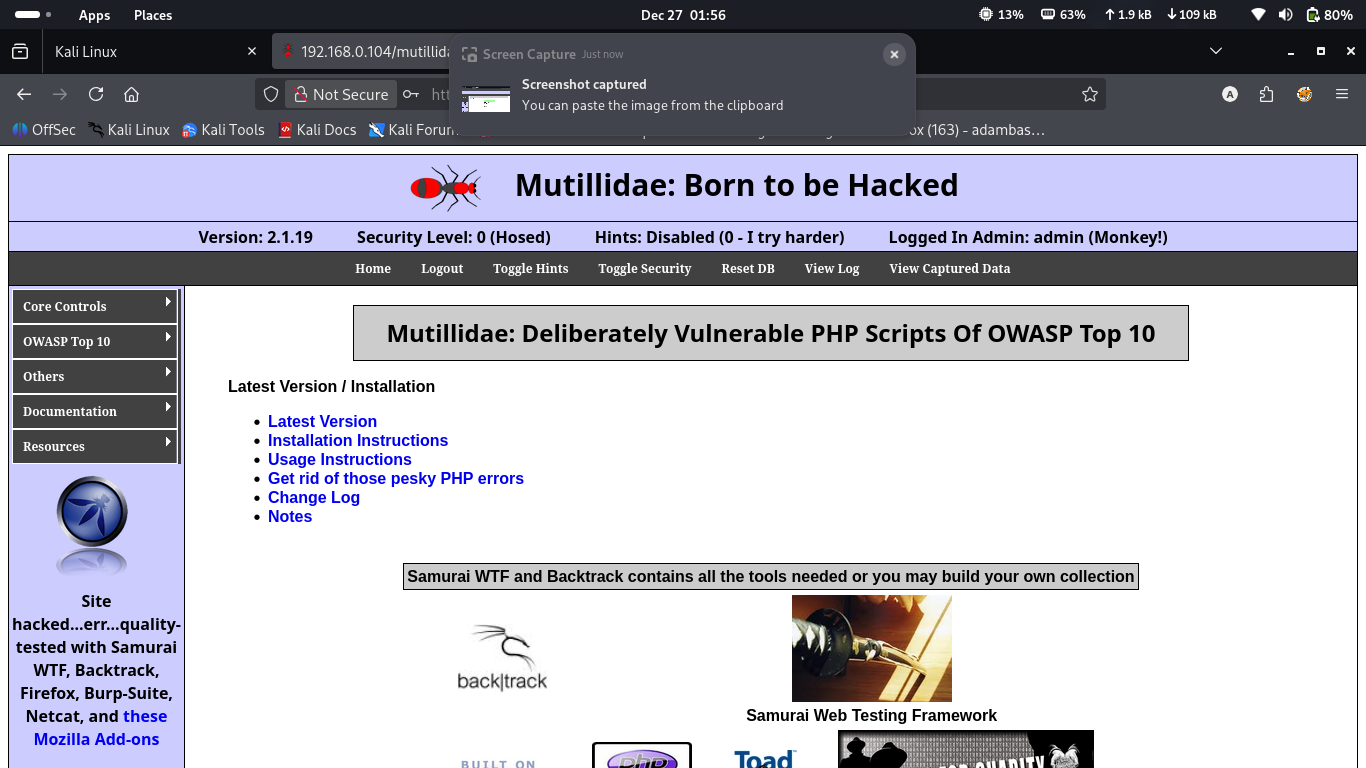 Apps Places Dec 27 01:56 13% 63% 1.9 kB 109 kB 80%
Kali Linux 192.168.0.104/mutillida
Screen Capture Just now
Screenshot captured
You can paste the image from the clipboard
Not Secure
OffSec Kali Linux Kali Tools Kali Docs Kali Forum (163) - adambas…
Mutillidae: Born to be Hacked
Version: 2.1.19 Security Level: 0 (Hosed) Hints: Disabled (0 - I try harder) Logged In Admin: admin (Monkey!)
Home Logout Toggle Hints Toggle Security Reset DB View Log View Captured Data
Core Controls
OWASP Top 10
Others
Documentation
Resources
Site
hacked...err...quality-
tested with Samurai
WTF, Backtrack,
Firefox, Burp-Suite,
Netcat, and these
Mozilla Add-ons
Mutillidae: Deliberately Vulnerable PHP Scripts Of OWASP Top 10
Latest Version / Installation
Latest Version
Installation Instructions
Usage Instructions
Get rid of those pesky PHP errors
Change Log
Notes
Samurai WTF and Backtrack contains all the tools needed or you may build your own collection
back|track
Samurai Web Testing Framework
BUILT ON
php
Toad
CHARITY